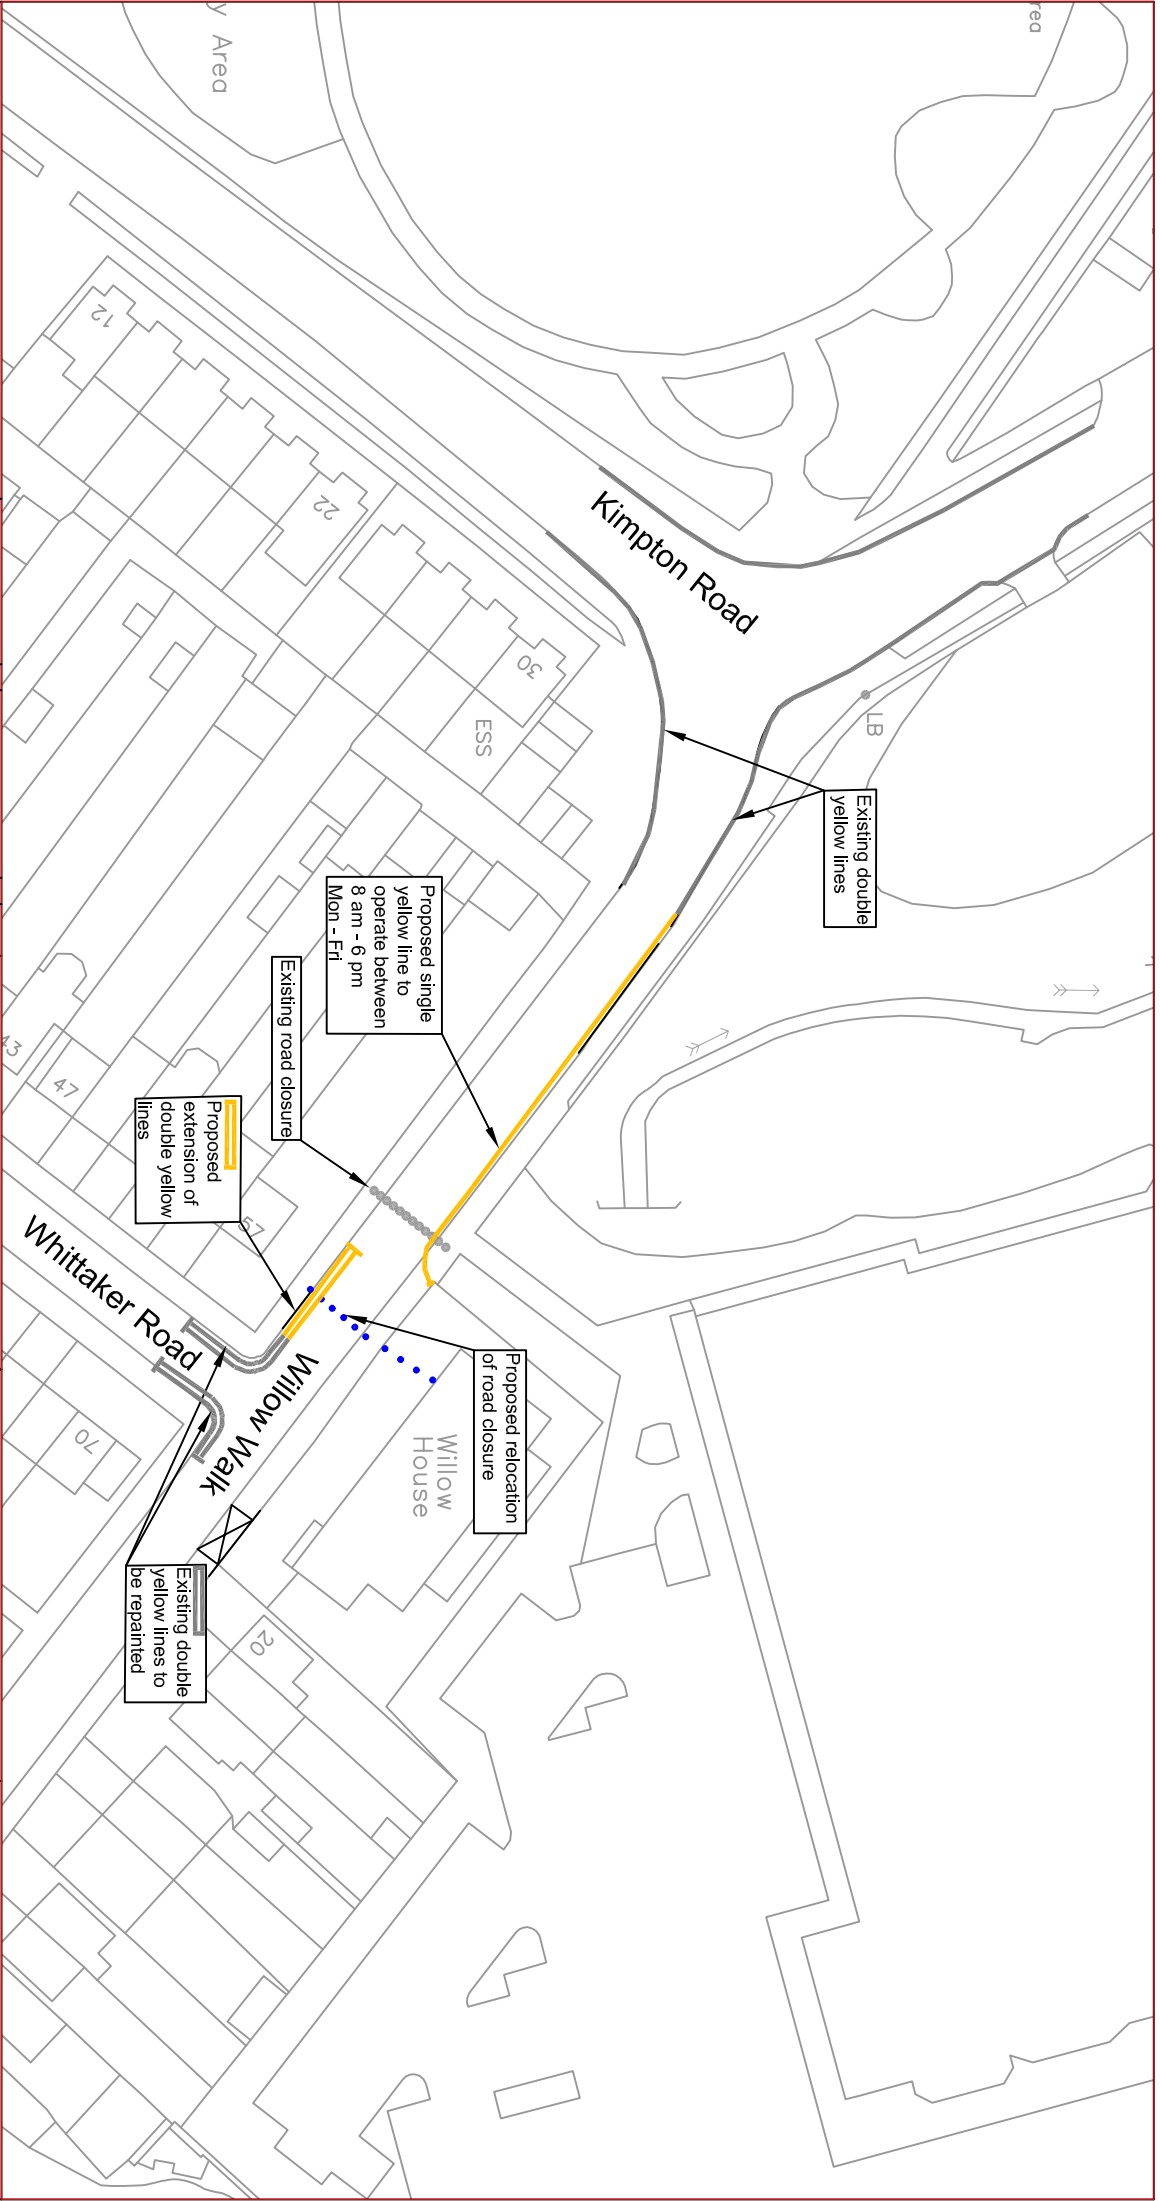 y Area
rea
12
22
30
ESS
Kimpton Road
LB
Existing double
yellow lines
Proposed single
yellow line to
operate between
8 am - 6 pm
Mon - Fri
Existing road closure
43
47
57
Proposed
extension of
double yellow
lines
Whittaker Road
Willow Walk
Proposed relocation
of road closure
Willow
House
70
Existing double
yellow lines to
be repainted
20